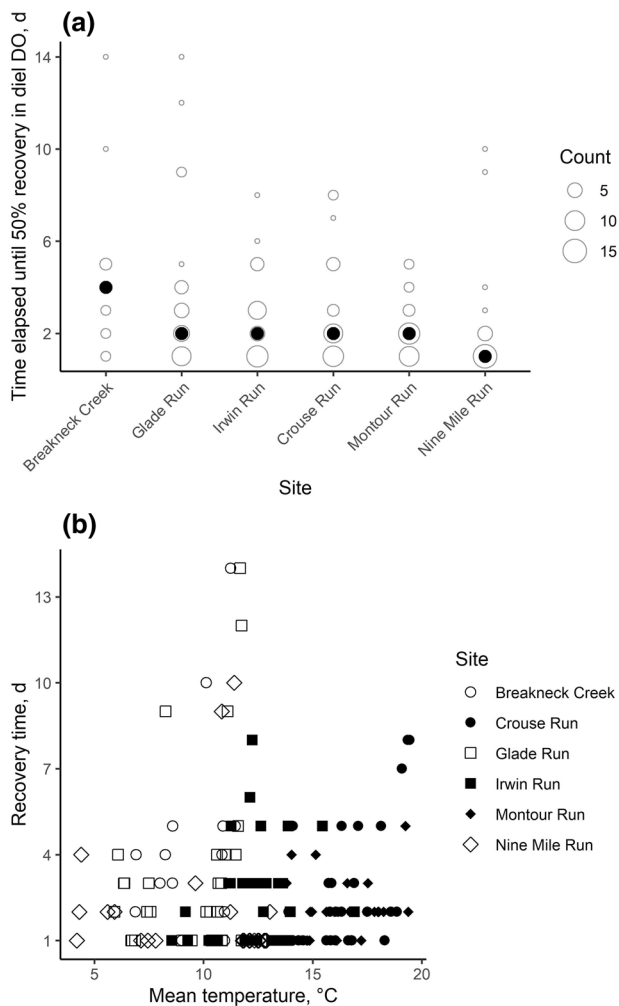 (a)
Time elapsed until 50% recovery in diel DO, d
14
10
6
2
Breakneck Creek
Glade Run
Irwin Run
Crouse Run
Montour Run
Nine Mile Run
Site
Count
5
10
15
(b)
Recovery time, d
13
10
7
4
1
5
10
15
20
Mean temperature, °C
Site
Breakneck Creek
Crouse Run
Glade Run
Irwin Run
Montour Run
Nine Mile Run